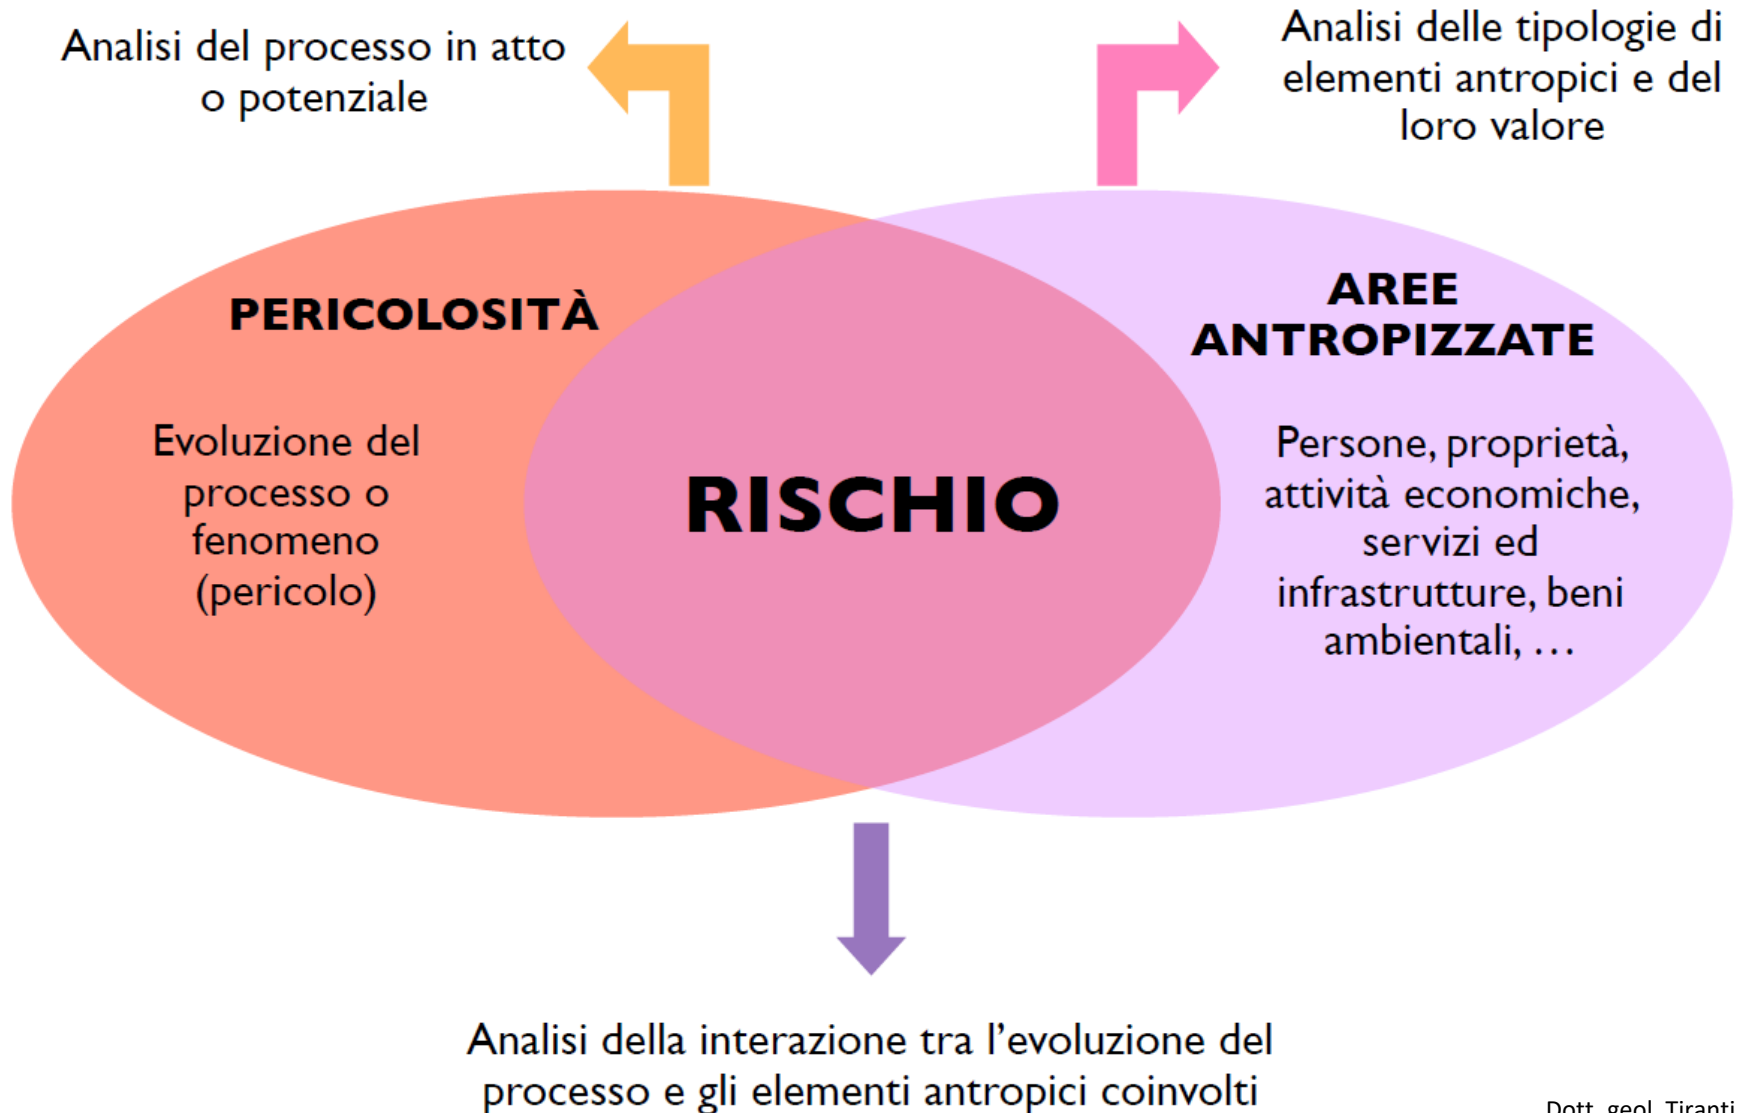 Analisi del processo in atto
o potenziale
Analisi delle tipologie di
elementi antropici e del
loro valore
PERICOLOSITÀ
Evoluzione del
processo o
fenomeno
(pericolo)
RISCHIO
AREE
ANTROPIZZATE
Persone, proprietà,
attività economiche,
servizi ed
infrastrutture, beni
ambientali, …
Analisi della interazione tra l’evoluzione del
processo e gli elementi antropici coinvolti
Dott. geol. Tiranti